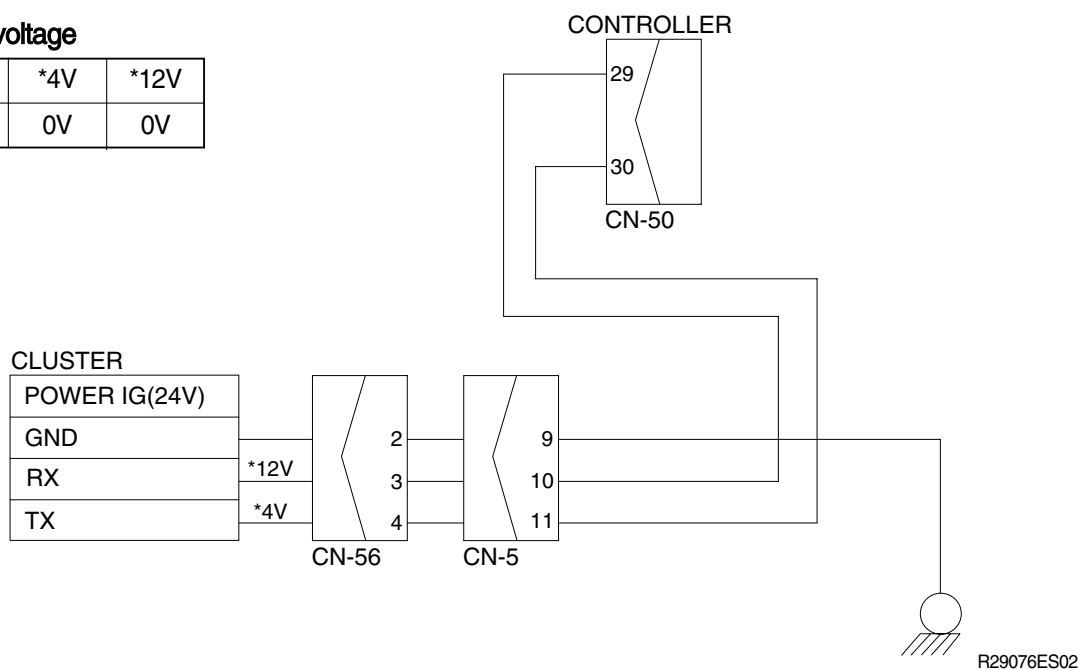 voltage
*4V *12V
0V 0V
CONTROLLER
29
30
CN-50
CLUSTER
POWER IG(24V)
GND
RX
TX
*12V
*4V
2
3
4
CN-56
9
10
11
CN-5
R29076ES02